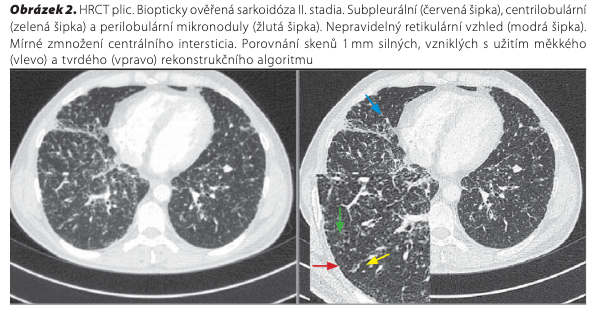 Obrázek 2. HRCT plic. Biopticky ověřená sarkoidóza II. stadia. Subpleurální (červená šipka), centrilobulární
(zelená šipka) a perilobulární mikronoduly (žlutá šipka). Nepravidelný retikulární vzhled (modrá šipka).
Mírné zmnožení centrálního intersticia. Porovnání skenů 1 mm silných, vzniklých s užitím měkkého
(vlevo) a tvrdého (vpravo) rekonstrukčního algoritmu